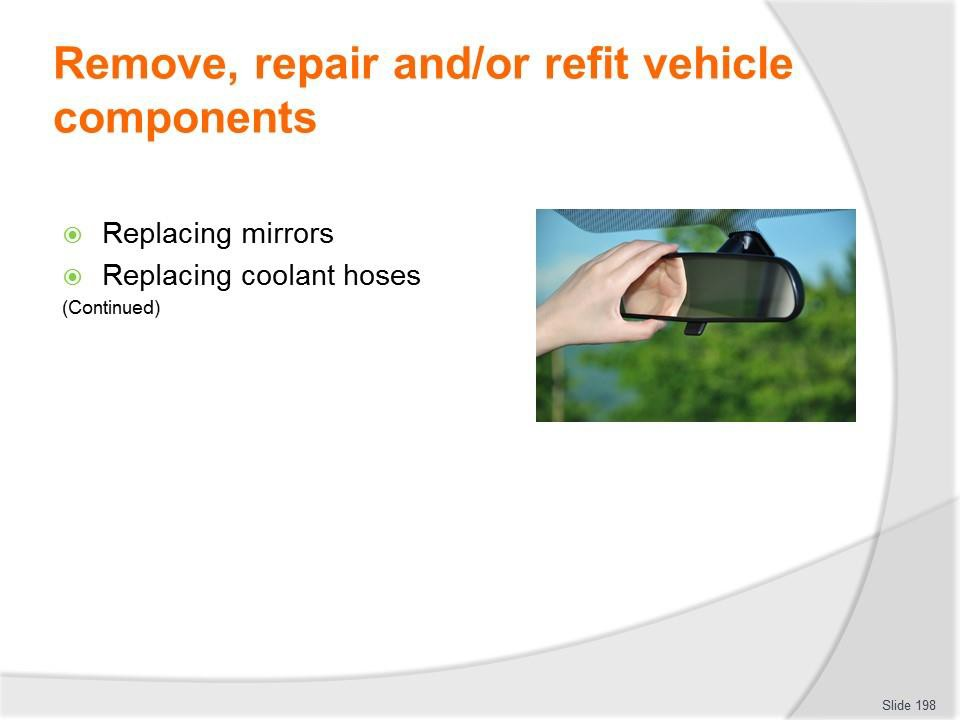 Remove, repair and/or refit vehicle
components
Replacing mirrors
Replacing coolant hoses
(Continued)
Slide 198